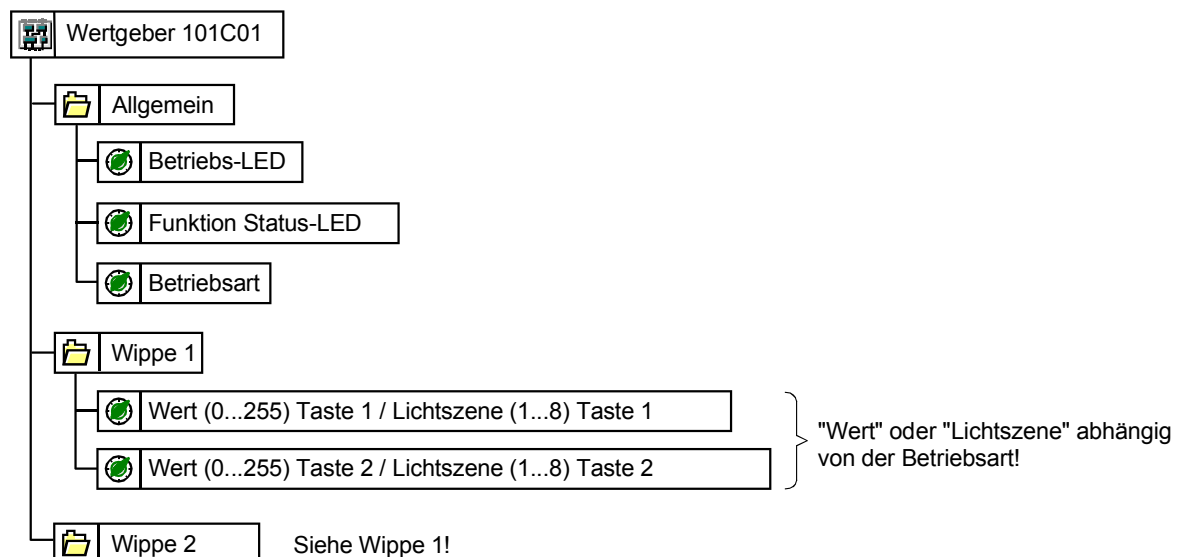 Wertgeber 101C01
Allgemein
Betriebs-LED
Funktion Status-LED
Betriebsart
Wippe 1
Wert (0...255) Taste 1 / Lichtszene (1...8) Taste 1
Wert (0...255) Taste 2 / Lichtszene (1...8) Taste 2
"Wert" oder "Lichtszene" abhängig
von der Betriebsart!
Wippe 2 Siehe Wippe 1!